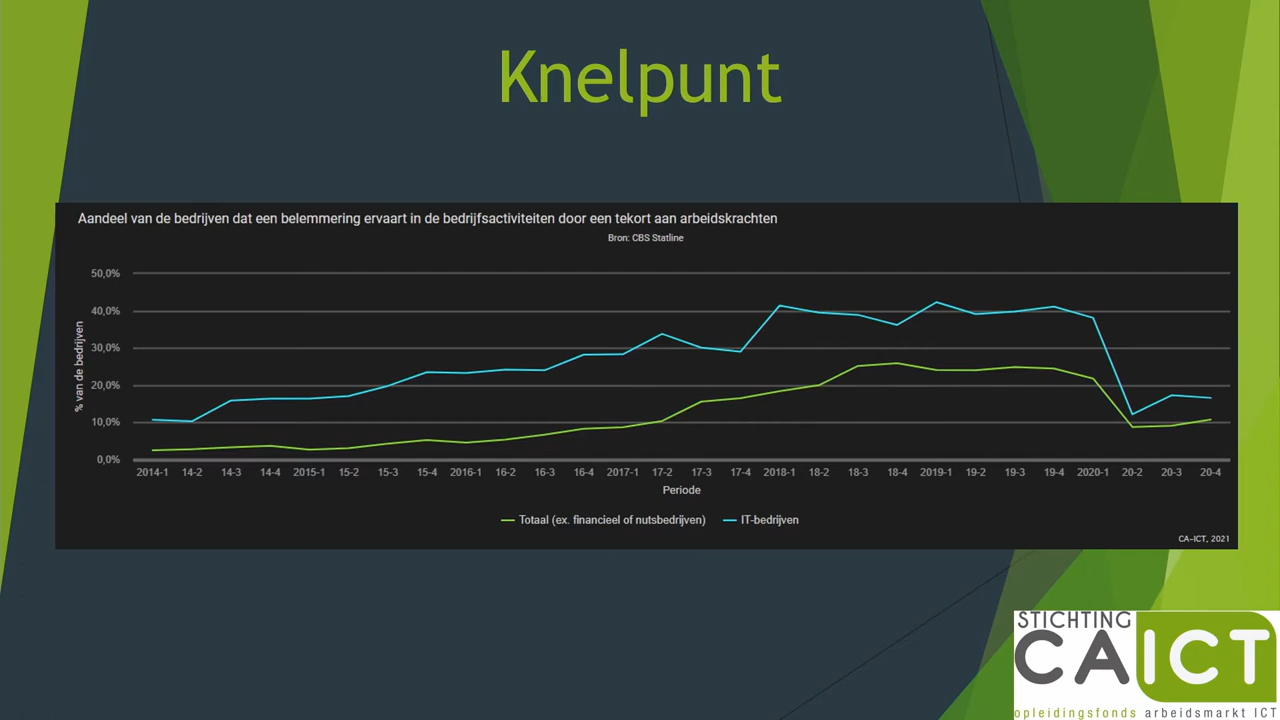 Knelpunt
Aandeel van de bedrijven dat een belemmering ervaart in de bedrijfsactiviteiten door een tekort aan arbeidskrachten
Bron: CBS Statline
% van de bedrijven
50,0%
40,0%
30,0%
20,0%
10,0%
0,0%
2014-1 14-2 14-3 14-4 2015-1 15-2 15-3 15-4 2016-1 16-2 16-3 16-4 2017-1 17-2 17-3 17-4 2018-1 18-2 18-3 18-4 2019-1 19-2 19-3 19-4 2020-1 20-2 20-3 20-4
Periode
Totaal (ex. financieel of nutsbedrijven) IT-bedrijven
CA-ICT, 2021
STICHTING
CA ICT
opleidingsfonds arbeidsmarkt ICT